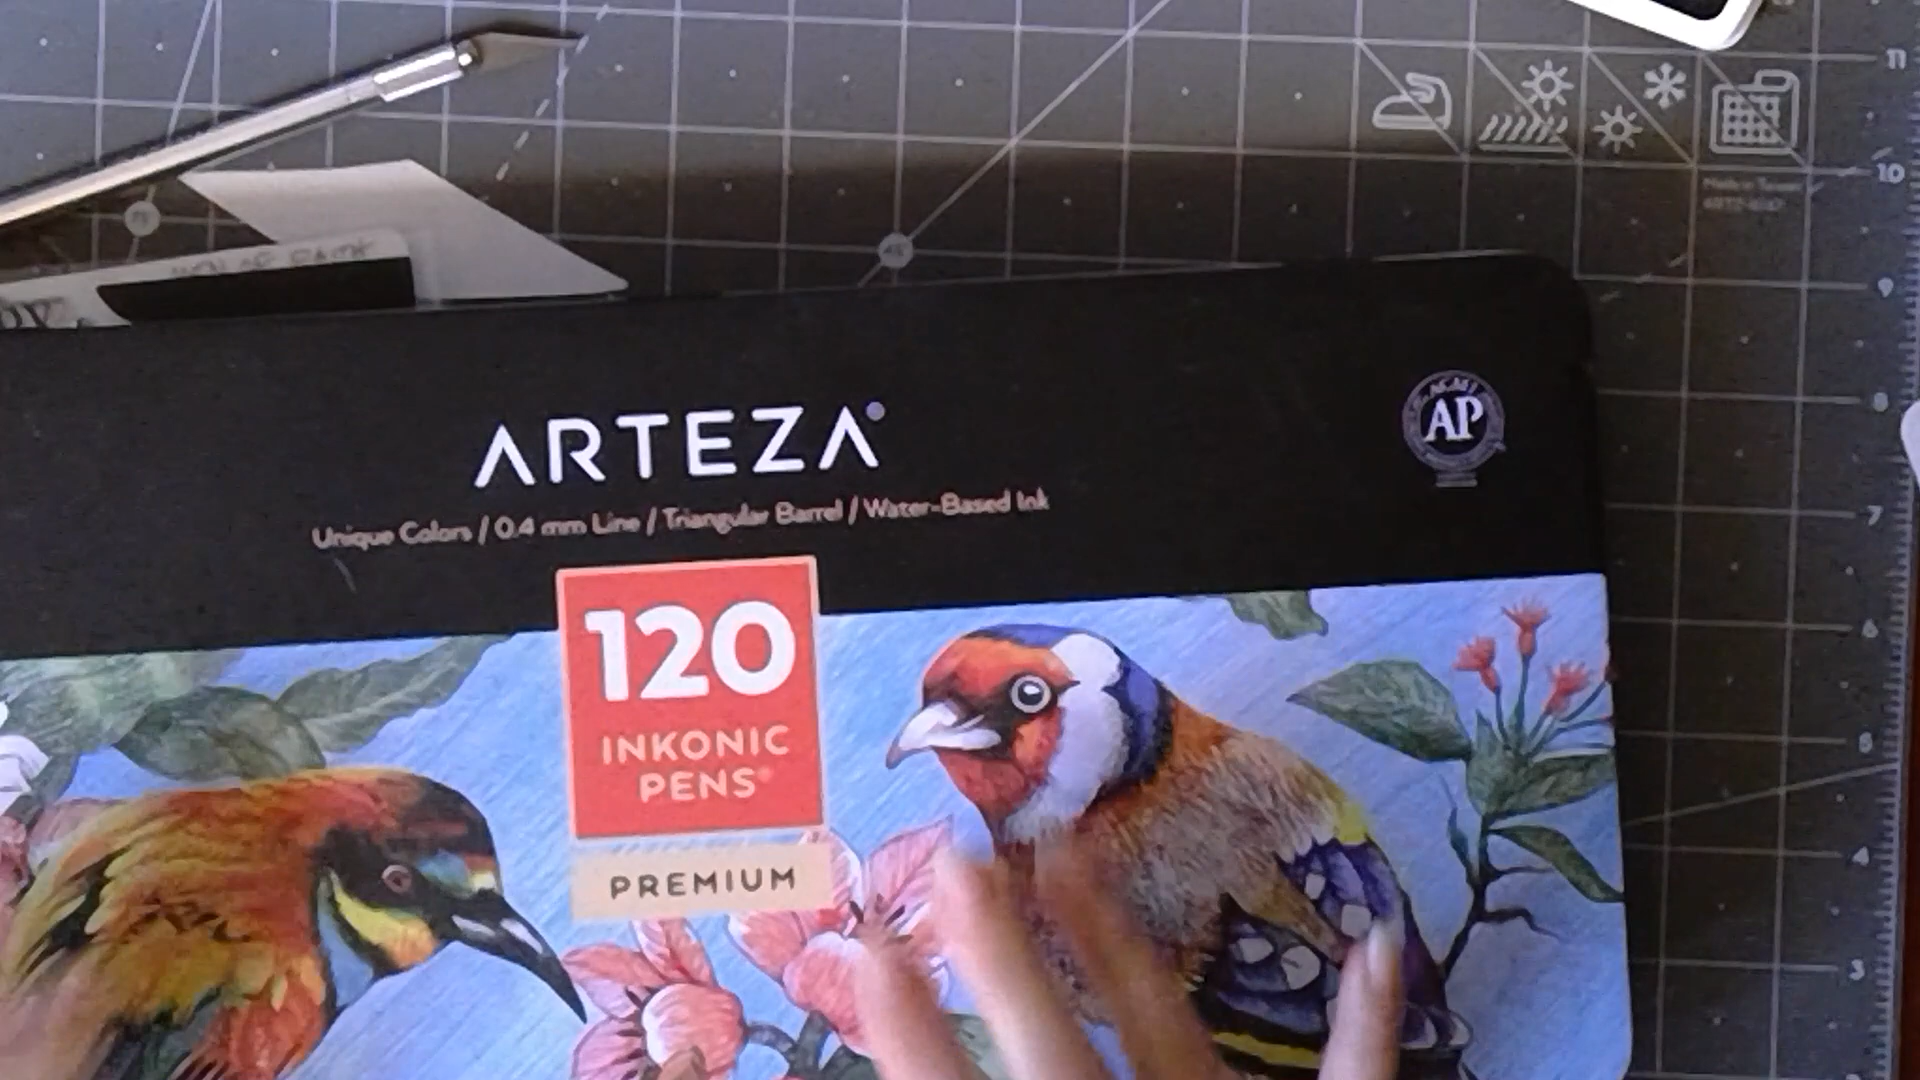 11
10
9
8
7
6
5
4
3
45
ARTEZA
AP
Unique Colors / 0.4 mm Line / Triangular Barrel / Water-Based Ink
120
INKONIC
PENS®
PREMIUM